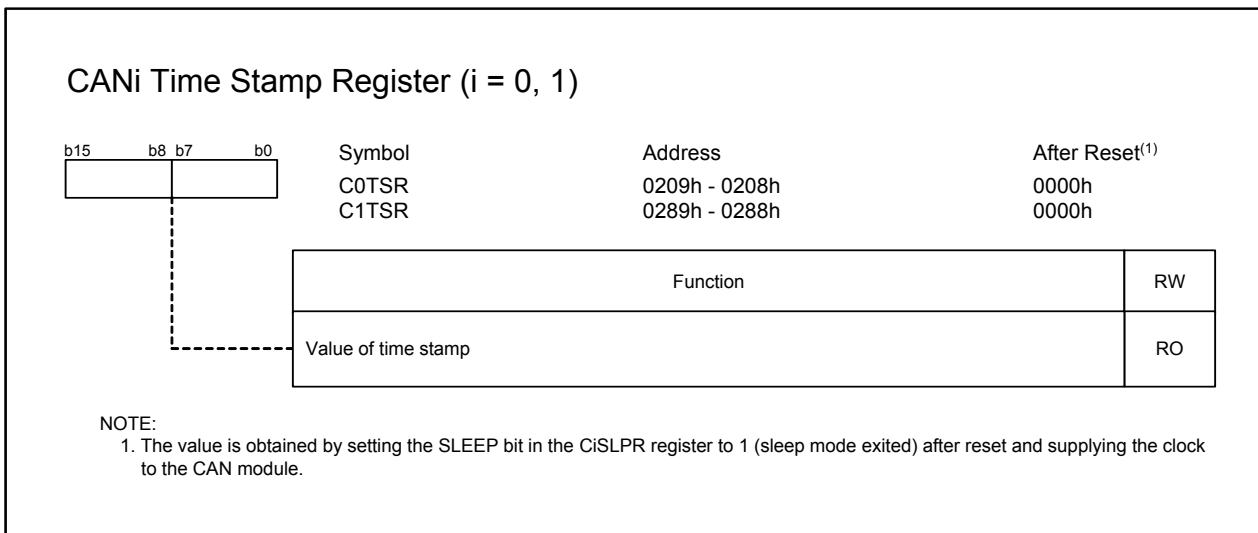 CANi Time Stamp Register (i = 0, 1)
b15 b8 b7 b0 Symbol Address After Reset(1)
C0TSR 0209h - 0208h 0000h
C1TSR 0289h - 0288h 0000h
Function RW
Value of time stamp RO
NOTE:
1. The value is obtained by setting the SLEEP bit in the CiSLPR register to 1 (sleep mode exited) after reset and supplying the clock
to the CAN module.